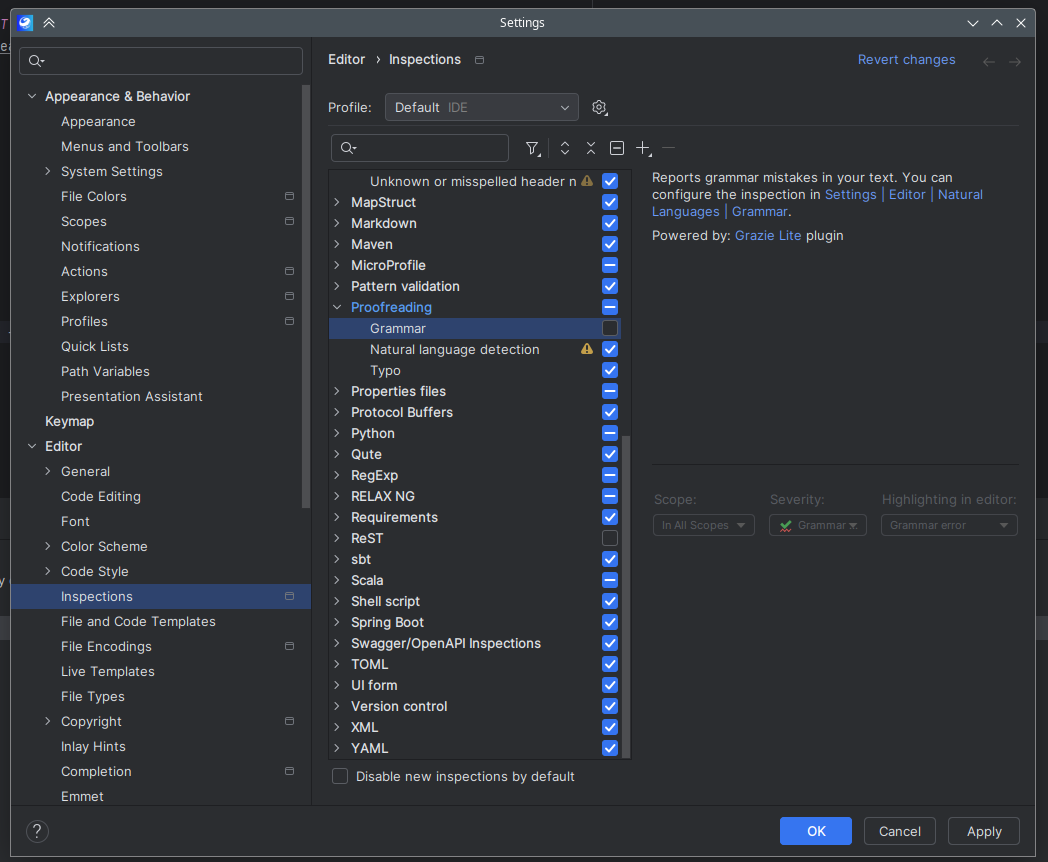 Settings
Appearance & Behavior
Appearance
Menus and Toolbars
System Settings
File Colors
Scopes
Notifications
Actions
Explorers
Profiles
Quick Lists
Path Variables
Presentation Assistant
Keymap
Editor
General
Code Editing
Font
Color Scheme
Code Style
Inspections
File and Code Templates
File Encodings
Live Templates
File Types
Copyright
Inlay Hints
Completion
Emmet
Editor › Inspections
Revert changes
Profile: Default IDE
Unknown or misspelled header n
MapStruct
Markdown
Maven
MicroProfile
Pattern validation
Proofreading
Grammar
Natural language detection
Typo
Properties files
Protocol Buffers
Python
Qute
RegExp
RELAX NG
Requirements
ReST
sbt
Scala
Shell script
Spring Boot
Swagger/OpenAPI Inspections
TOML
UI form
Version control
XML
YAML
Disable new inspections by default
Reports grammar mistakes in your text. You can
configure the inspection in Settings | Editor | Natural
Languages | Grammar.
Powered by: Grazie Lite plugin
Scope: Severity: Highlighting in editor:
In All Scopes Grammar Grammar error
? OK Cancel Apply